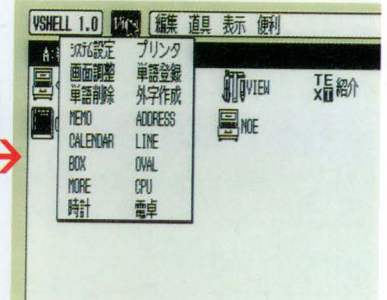 VSHELL 1.0 編集 道具 表示 便利
A:
システム設定 プリンタ
画面調整 単語登録
単語削除 外字作成
MEMO ADDRESS
CALENDAR LINE
BOX OVAL
MORE CPU
時計 電卓
VIEW
TEX 紹介
NOE